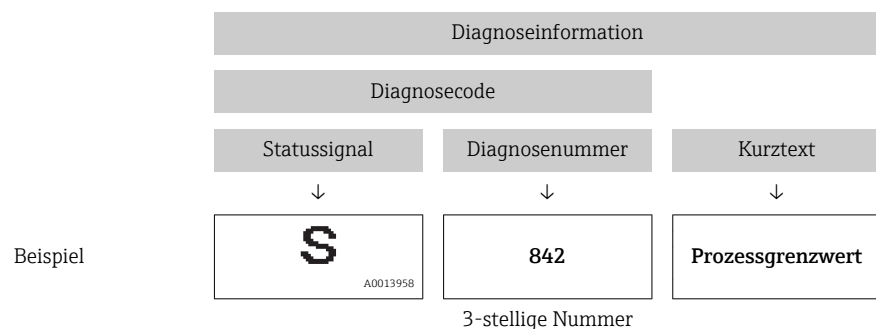 Diagnoseinformation
Diagnosecode
Statussignal Diagnosenummer Kurztext
↓ ↓ ↓
Beispiel S 842 Prozessgrenzwert
A0013958
3-stellige Nummer